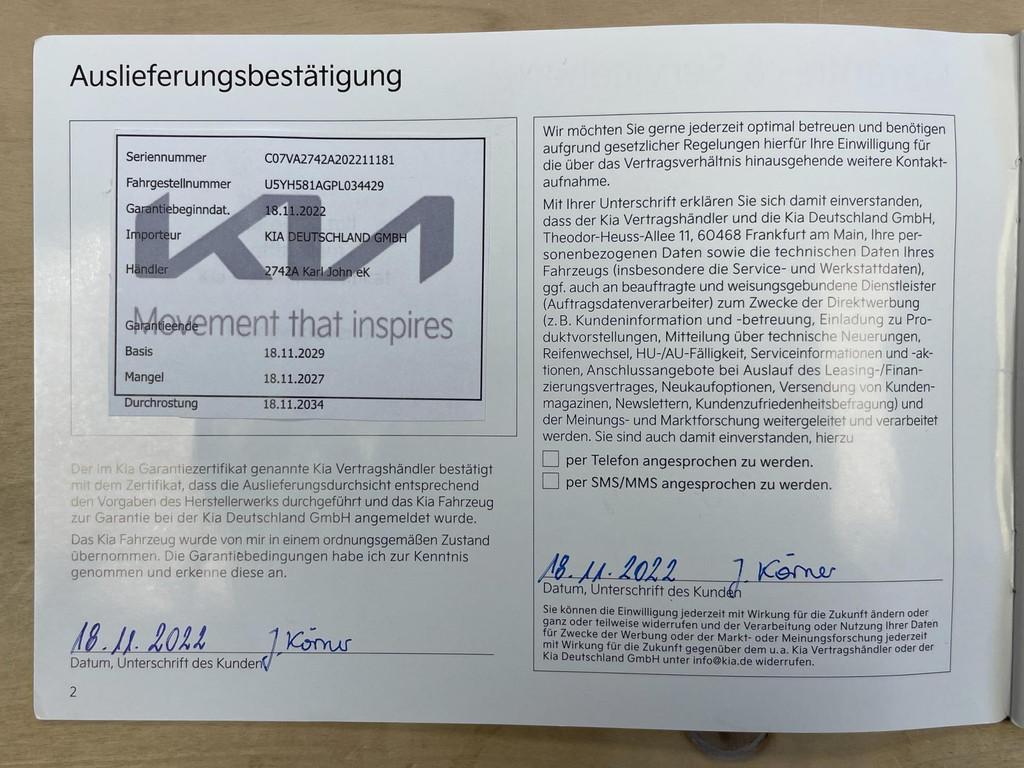 Auslieferungsbestätigung
Seriennummer C07VA2742A202211181
Fahrgestellnummer U5YH581AGPL034429
Garantiebeginndat. 18.11.2022
Importeur KIA DEUTSCHLAND GMBH
KIA
Händler 2742A Karl John eK
Movement that inspires
Garantieende
Basis 18.11.2029
Mangel 18.11.2027
Durchrostung 18.11.2034
Der im Kia Garantiezertifikat genannte Kia Vertragshändler bestätigt
mit dem Zertifikat, dass die Auslieferungsdurchsicht entsprechend
den Vorgaben des Herstellerwerks durchgeführt und das Kia Fahrzeug
zur Garantie bei der Kia Deutschland GmbH angemeldet wurde.
Das Kia Fahrzeug wurde von mir in einem ordnungsgemäßen Zustand
übernommen. Die Garantiebedingungen habe ich zur Kenntnis
genommen und erkenne diese an.
18.11.2022 J. Körner
Datum, Unterschrift des Kunden
2
Wir möchten Sie gerne jederzeit optimal betreuen und benötigen
aufgrund gesetzlicher Regelungen hierfür Ihre Einwilligung für
die über das Vertragsverhältnis hinausgehende weitere Kontakt-
aufnahme.
Mit Ihrer Unterschrift erklären Sie sich damit einverstanden,
dass der Kia Vertragshändler und die Kia Deutschland GmbH,
Theodor-Heuss-Allee 11, 60468 Frankfurt am Main, Ihre per-
sonenbezogenen Daten sowie die technischen Daten Ihres
Fahrzeugs (insbesondere die Service- und Werkstattdaten),
ggf. auch an beauftragte und weisungsgebundene Dienstleister
(Auftragsdatenverarbeiter) zum Zwecke der Direktwerbung
(z.B. Kundeninformation und -betreuung, Einladung zu Pro-
duktvorstellungen, Mitteilung über technische Neuerungen,
Reifenwechsel, HU-/AU-Fälligkeit, Serviceinformationen und -ak-
tionen, Anschlussangebote bei Auslauf des Leasing-/Finan-
zierungsvertrages, Neukaufoptionen, Versendung von Kunden-
magazinen, Newslettern, Kundenzufriedenheitsbefragung) und
der Meinungs- und Marktforschung weitergeleitet und verarbeitet
werden. Sie sind auch damit einverstanden, hierzu
per Telefon angesprochen zu werden.
per SMS/MMS angesprochen zu werden.
18.11.2022 J. Körner
Datum, Unterschrift des Kunden
Sie können die Einwilligung jederzeit mit Wirkung für die Zukunft ändern oder
ganz oder teilweise widerrufen und der Verarbeitung oder Nutzung Ihrer Daten
für Zwecke der Werbung oder der Markt- oder Meinungsforschung jederzeit
mit Wirkung für die Zukunft gegenüber dem u. a. Kia Vertragshändler oder der
Kia Deutschland GmbH unter info@kia.de widerrufen.